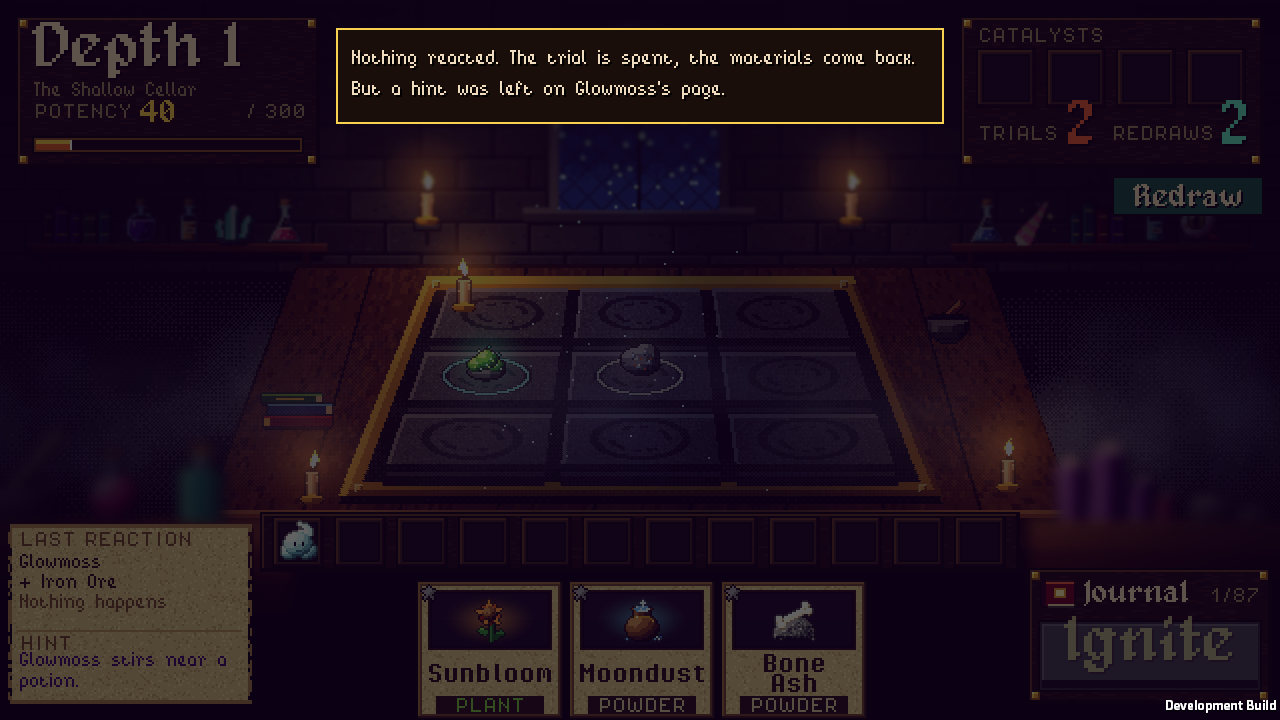 Depth 1
The Shallow Cellar
POTENCY 40 / 300
Nothing reacted. The trial is spent, the materials come back.
But a hint was left on Glowmoss's page.
CATALYSTS
TRIALS 2 REDRAWS 2
Redraw
LAST REACTION
Glowmoss
+ Iron Ore
Nothing happens
HINT
Glowmoss stirs near a
potion.
Sunbloom
PLANT
Moondust
POWDER
Bone
Ash
POWDER
Journal 1/87
Ignite
Development Build